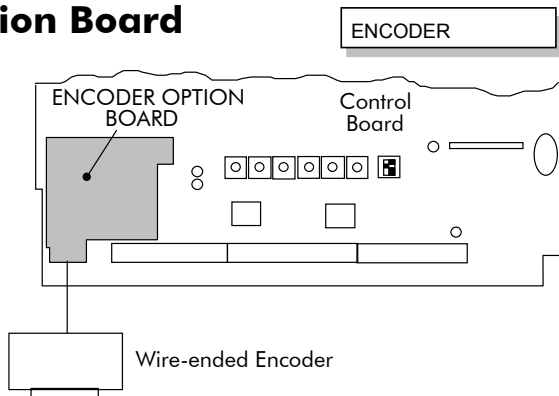 ion Board
ENCODER
ENCODER OPTION
BOARD
Control
Board
Wire-ended Encoder